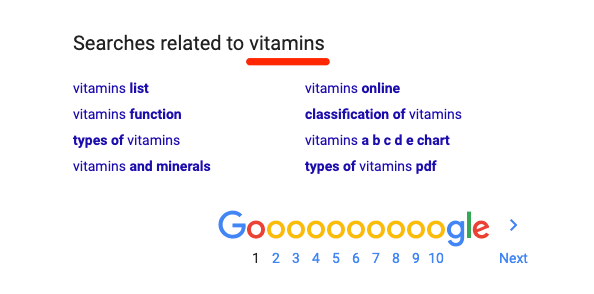 Searches related to vitamins
vitamins list
vitamins function
types of vitamins
vitamins and minerals
vitamins online
classification of vitamins
vitamins a b c d e chart
types of vitamins pdf
Goooooooooogle >
1 2 3 4 5 6 7 8 9 10 Next